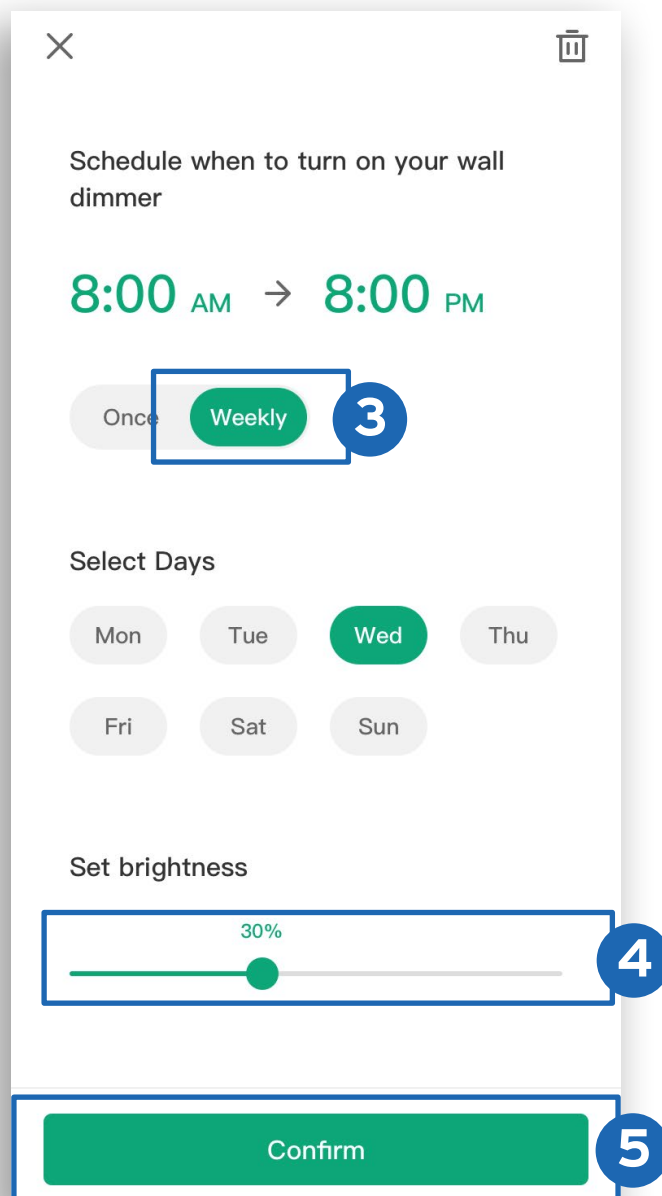 Schedule when to turn on your wall
dimmer
8:00 AM → 8:00 PM
Once Weekly 3
Select Days
Mon Tue Wed Thu
Fri Sat Sun
Set brightness
30%
4
Confirm 5